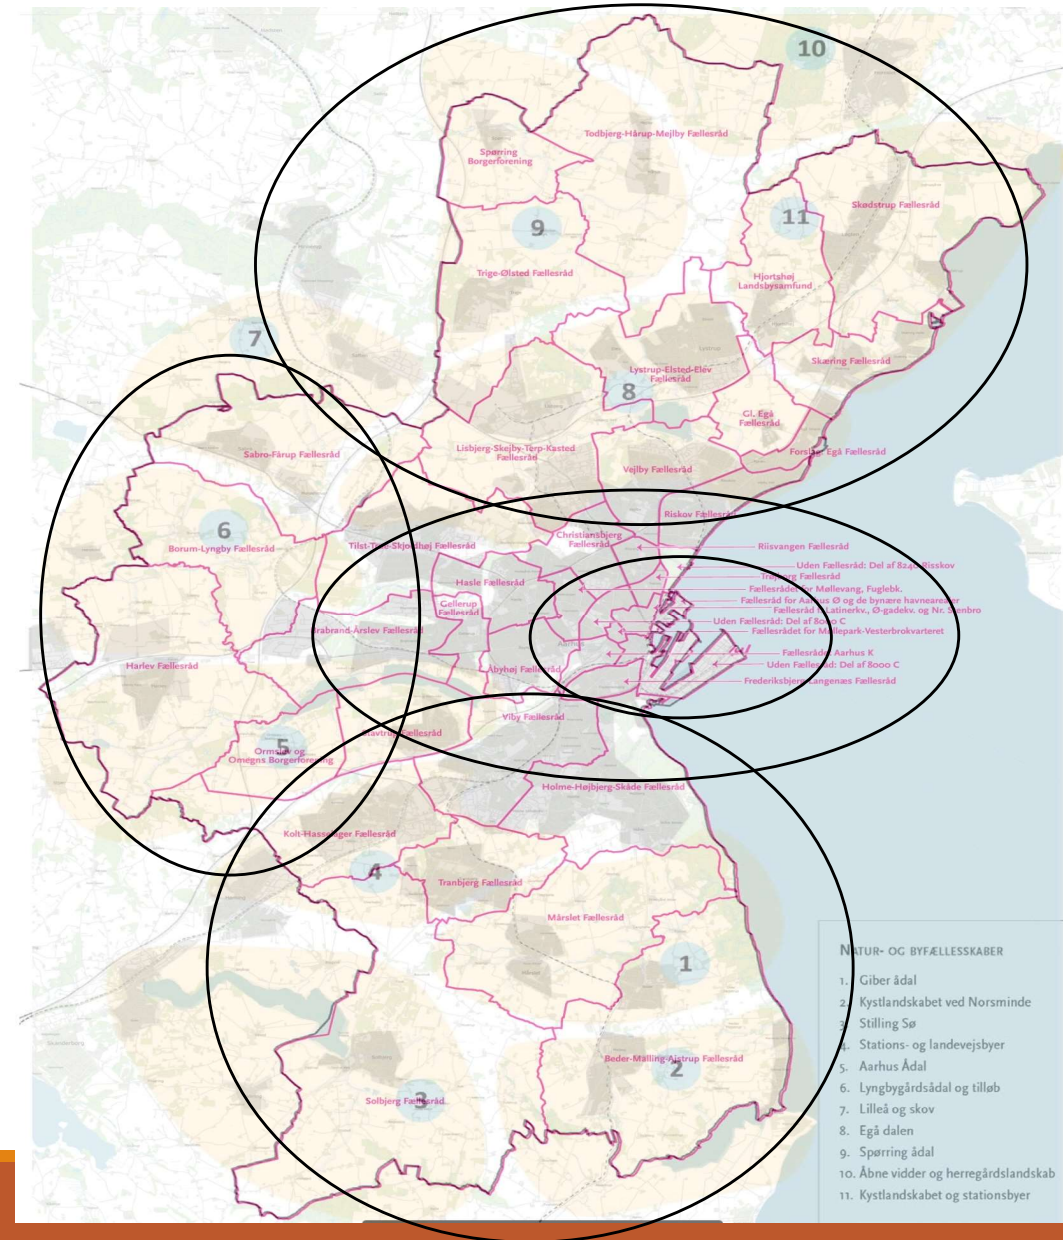 10
Todbjerg-Hårup-Mejlby Fællesråd
Spørring
Borgerforening
Skødstrup Fællesråd
11
9
Trige-Ølsted Fællesråd
Hjortshøj
Landsbysamfund
7
Skæring Fællesråd
Lystrup-Elsted-Elev
Fællesråd
8
Gl. Egå
Fællesråd
Sabro-Fårup Fællesråd
Lisbjerg-Skejby-Terp-Kasted
Fællesråd
Forslag: Egå Fællesråd
Vejlby Fællesråd
Riskov Fællesråd
6
Borum-Lyngby Fællesråd
Christiansbjerg
Fællesråd
Tilst-True-Skjoldhøj Fællesråd
Riisvangen Fællesråd
Uden Fællesråd: Del af 8240 Risskov
Trøjborg Fællesråd
Hasle Fællesråd
Fællesrådet for Møllevang, Fuglebk.
Gellerup
Fællesråd
Fællesråd for Aarhus Ø og de bynære havnearealer
Fællesråd f. Latinerkv., Ø-gadekv. og Nr. Stenbro
Uden Fællesråd: Del af 8000 C
Brabrand-Årslev Fællesråd
Fællesrådet for Møllepark-Vesterbrokvarteret
Aarhus
Fællesrådet Aarhus K
Harlev Fællesråd
Åbyhøj Fællesråd
Uden Fællesråd: Del af 8000 C
Frederiksbjerg-Langenæs Fællesråd
Viby Fællesråd
Stavtrup Fællesråd
5
Ormslev og
Omegns Borgerforening
Holme-Højbjerg-Skåde Fællesråd
Kolt-Hasselager Fællesråd
4
Tranbjerg Fællesråd
Mårslet Fællesråd
1
Beder-Malling-Ajstrup Fællesråd
2
3
Solbjerg Fællesråd
Natur- og byfællesskaber
1. Giber ådal
2. Kystlandskabet ved Norsminde
3. Stilling Sø
4. Stations- og landevejsbyer
5. Aarhus Ådal
6. Lyngbygårdsådal og tilløb
7. Lilleå og skov
8. Egå dalen
9. Spørring ådal
10. Åbne vidder og herregårdslandskab
11. Kystlandskabet og stationsbyer